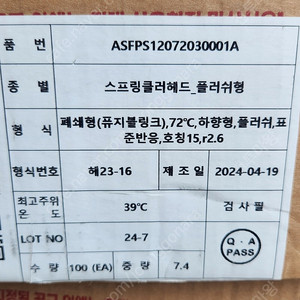 품 번 ASFPS12072030001A
종 별 스프링클러헤드_플러쉬형
형 식 폐쇄형(퓨지블링크),72℃,하향형,플러쉬,표
준반응,호칭15,r2.6
형식번호 헤23-16 제 조 일 2024-04-19
최고주위
온 도 39℃ 검 사 필
LOT NO 24-7 Q·A
PASS
수 량 100 (EA) 중 량 7.4